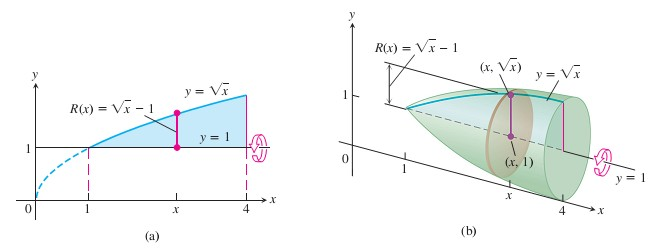 y
R(x) = √x − 1
y = √x
y = 1
1
0
1
x
4
x
(a)
y
R(x) = √x − 1
(x, √x)
y = √x
1
0
1
(x, 1)
x
4
x
y = 1
(b)